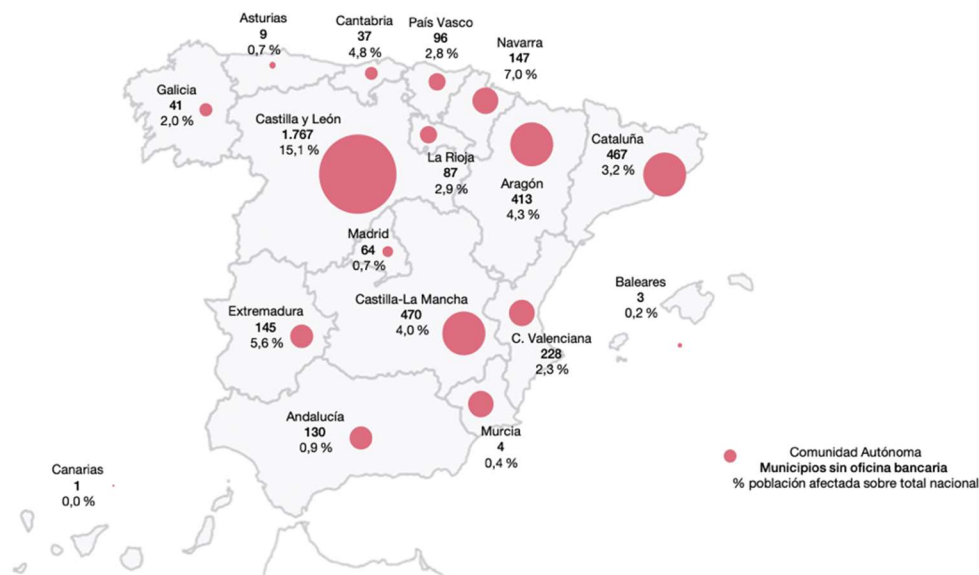 Asturias
9
0,7 %
Cantabria
37
4,8 %
País Vasco
96
2,8 %
Navarra
147
7,0 %
Galicia
41
2,0 %
Castilla y León
1.767
15,1 %
La Rioja
87
2,9 %
Aragón
413
4,3 %
Cataluña
467
3,2 %
Madrid
64
0,7 %
Baleares
3
0,2 %
Extremadura
145
5,6 %
Castilla-La Mancha
470
4,0 %
C. Valenciana
228
2,3 %
Andalucía
130
0,9 %
Murcia
4
0,4 %
Canarias
1
0,0 %
Comunidad Autónoma
Municipios sin oficina bancaria
% población afectada sobre total nacional